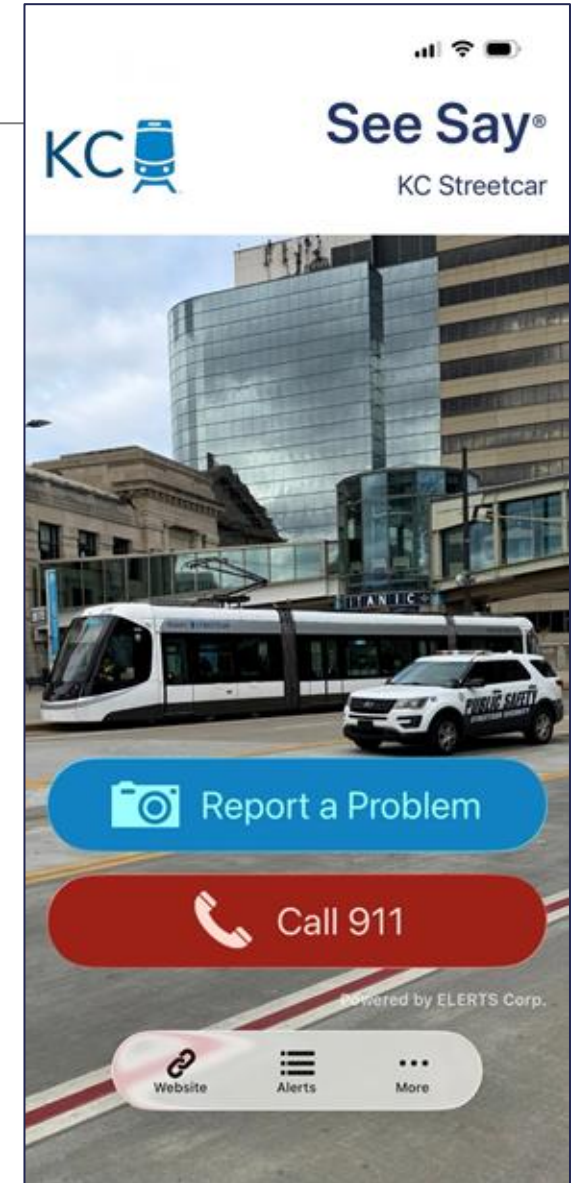 KC
See Say®
KC Streetcar
TITANIC
PUBLIC SAFETY
Report a Problem
Call 911
Powered by ELERTS Corp.
Website
Alerts
More